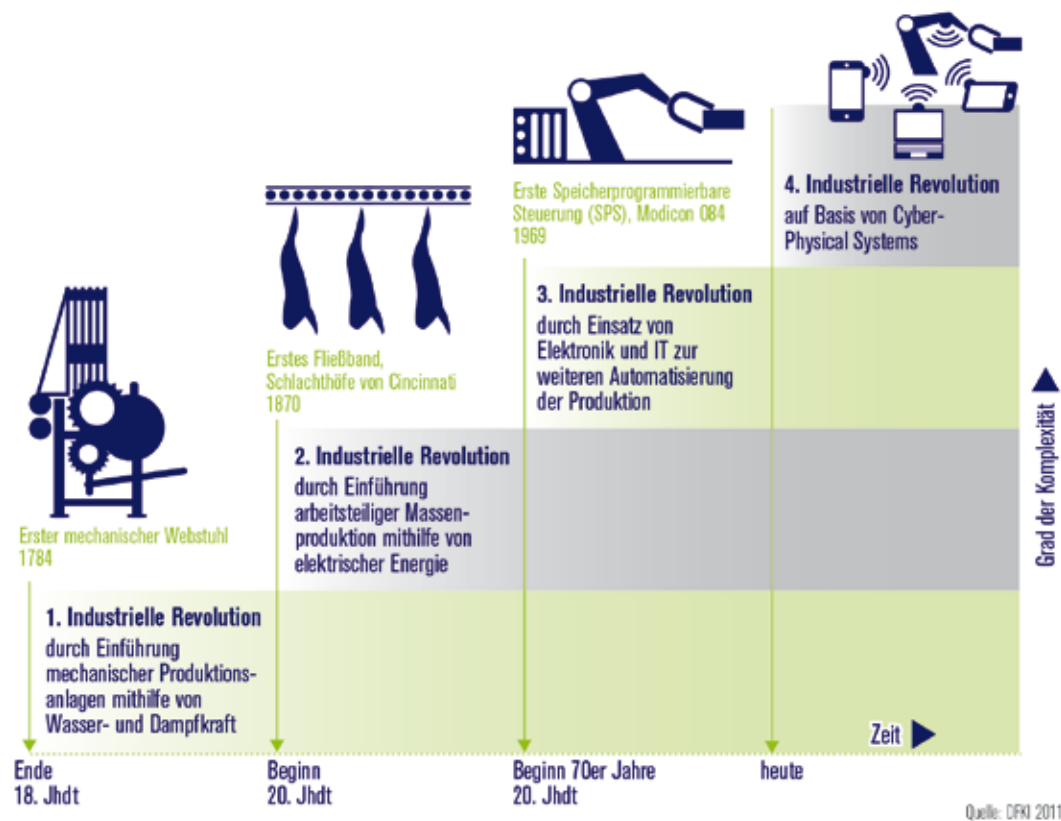 Erste Speicherprogrammierbare
Steuerung (SPS), Modicon 084
1969
4. Industrielle Revolution
auf Basis von Cyber-
Physical Systems
3. Industrielle Revolution
durch Einsatz von
Elektronik und IT zur
weiteren Automatisierung
der Produktion
Erstes Fließband,
Schlachthöfe von Cincinnati
1870
2. Industrielle Revolution
durch Einführung
arbeitsteiliger Massen-
produktion mithilfe von
elektrischer Energie
Erster mechanischer Webstuhl
1784
1. Industrielle Revolution
durch Einführung
mechanischer Produktions-
anlagen mithilfe von
Wasser- und Dampfkraft
Grad der Komplexität
Zeit
Ende
18. Jhdt
Beginn
20. Jhdt
Beginn 70er Jahre
20. Jhdt
heute
Quelle: DFKI 2011